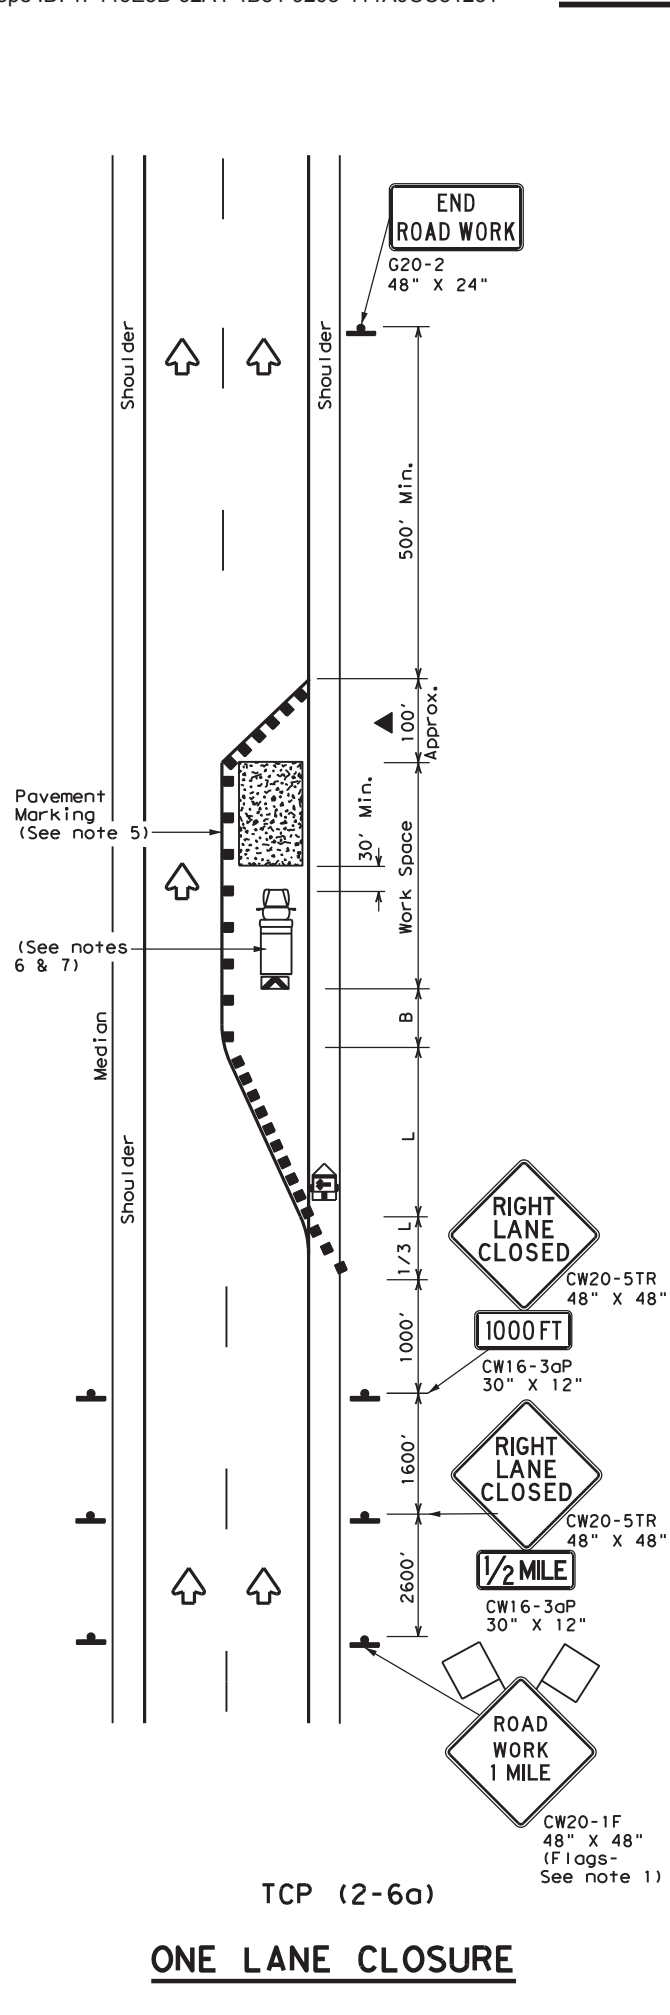 END
ROAD WORK
G20-2
48" X 24"
Shoulder
Shoulder
500' Min.
100'
Approx.
Pavement
Marking
(See note 5)
30' Min.
Work Space
(See notes
6 & 7)
B
Median
L
Shoulder
1/3 L
RIGHT
LANE
CLOSED
CW20-5TR
48" X 48"
1000 FT
CW16-3aP
30" X 12"
1000'
1600'
RIGHT
LANE
CLOSED
CW20-5TR
48" X 48"
1/2 MILE
CW16-3aP
30" X 12"
2600'
ROAD
WORK
1 MILE
CW20-1F
48" X 48"
(Flags-
See note 1)
TCP (2-6a)
ONE LANE CLOSURE